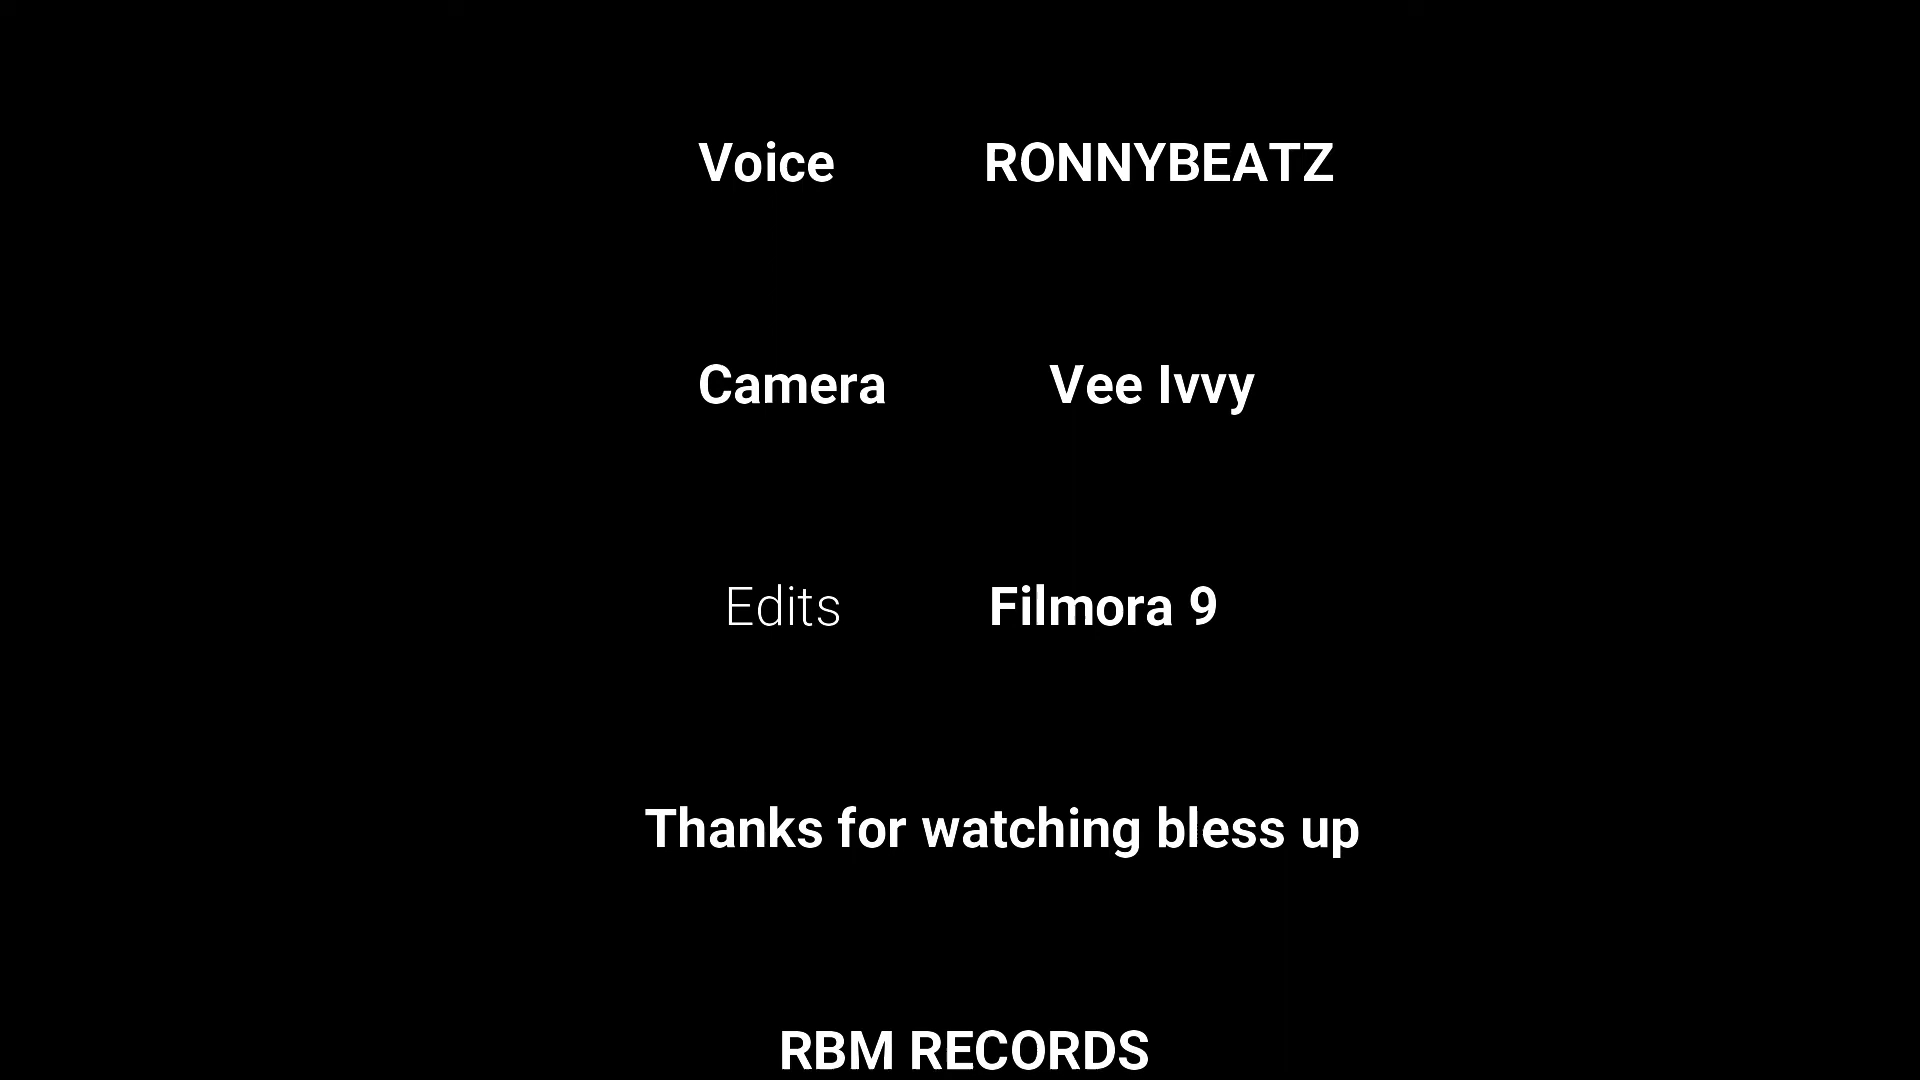 Voice RONNYBEATZ
Camera Vee Ivvy
Edits Filmora 9
Thanks for watching bless up
RBM RECORDS